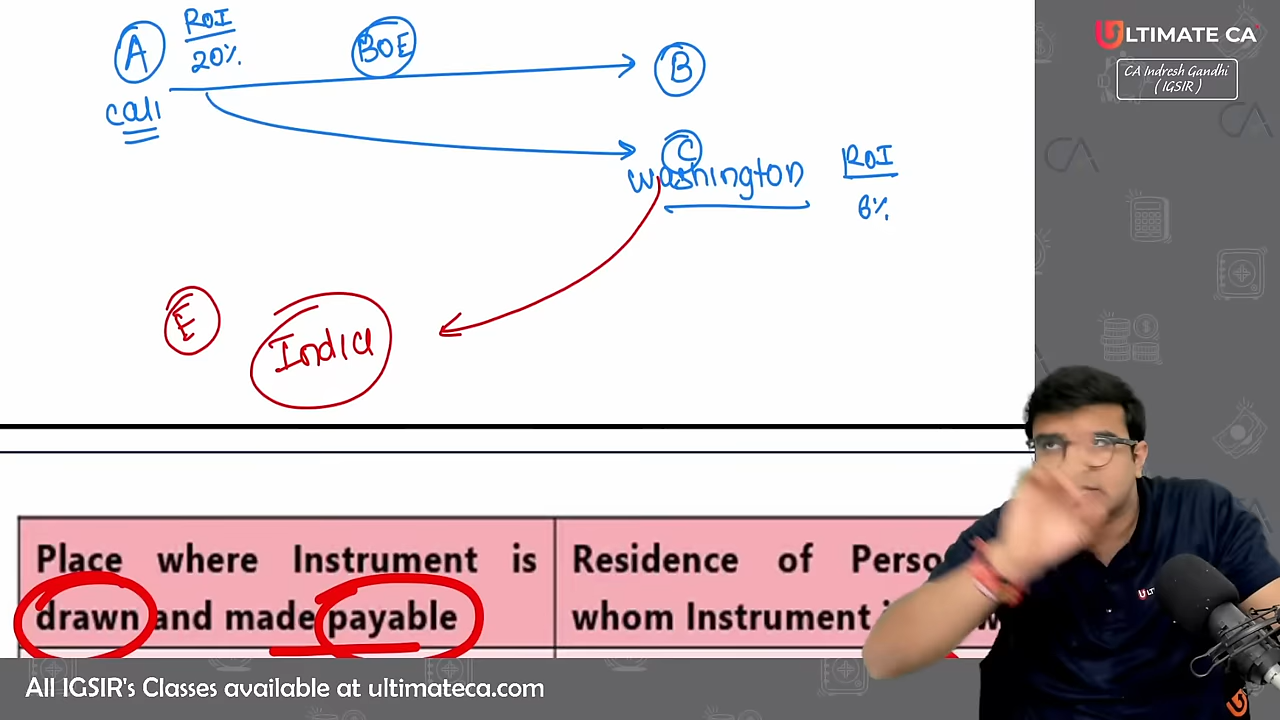 A
ROI
20%
BOE
B
cali
C
washington
ROI
6%
E
India
ULTIMATE CA
CA Indresh Gandhi
( IGSIR )
Place where Instrument is
drawn and made payable
Residence of Perso
whom Instrument
All IGSIR's Classes available at ultimateca.com